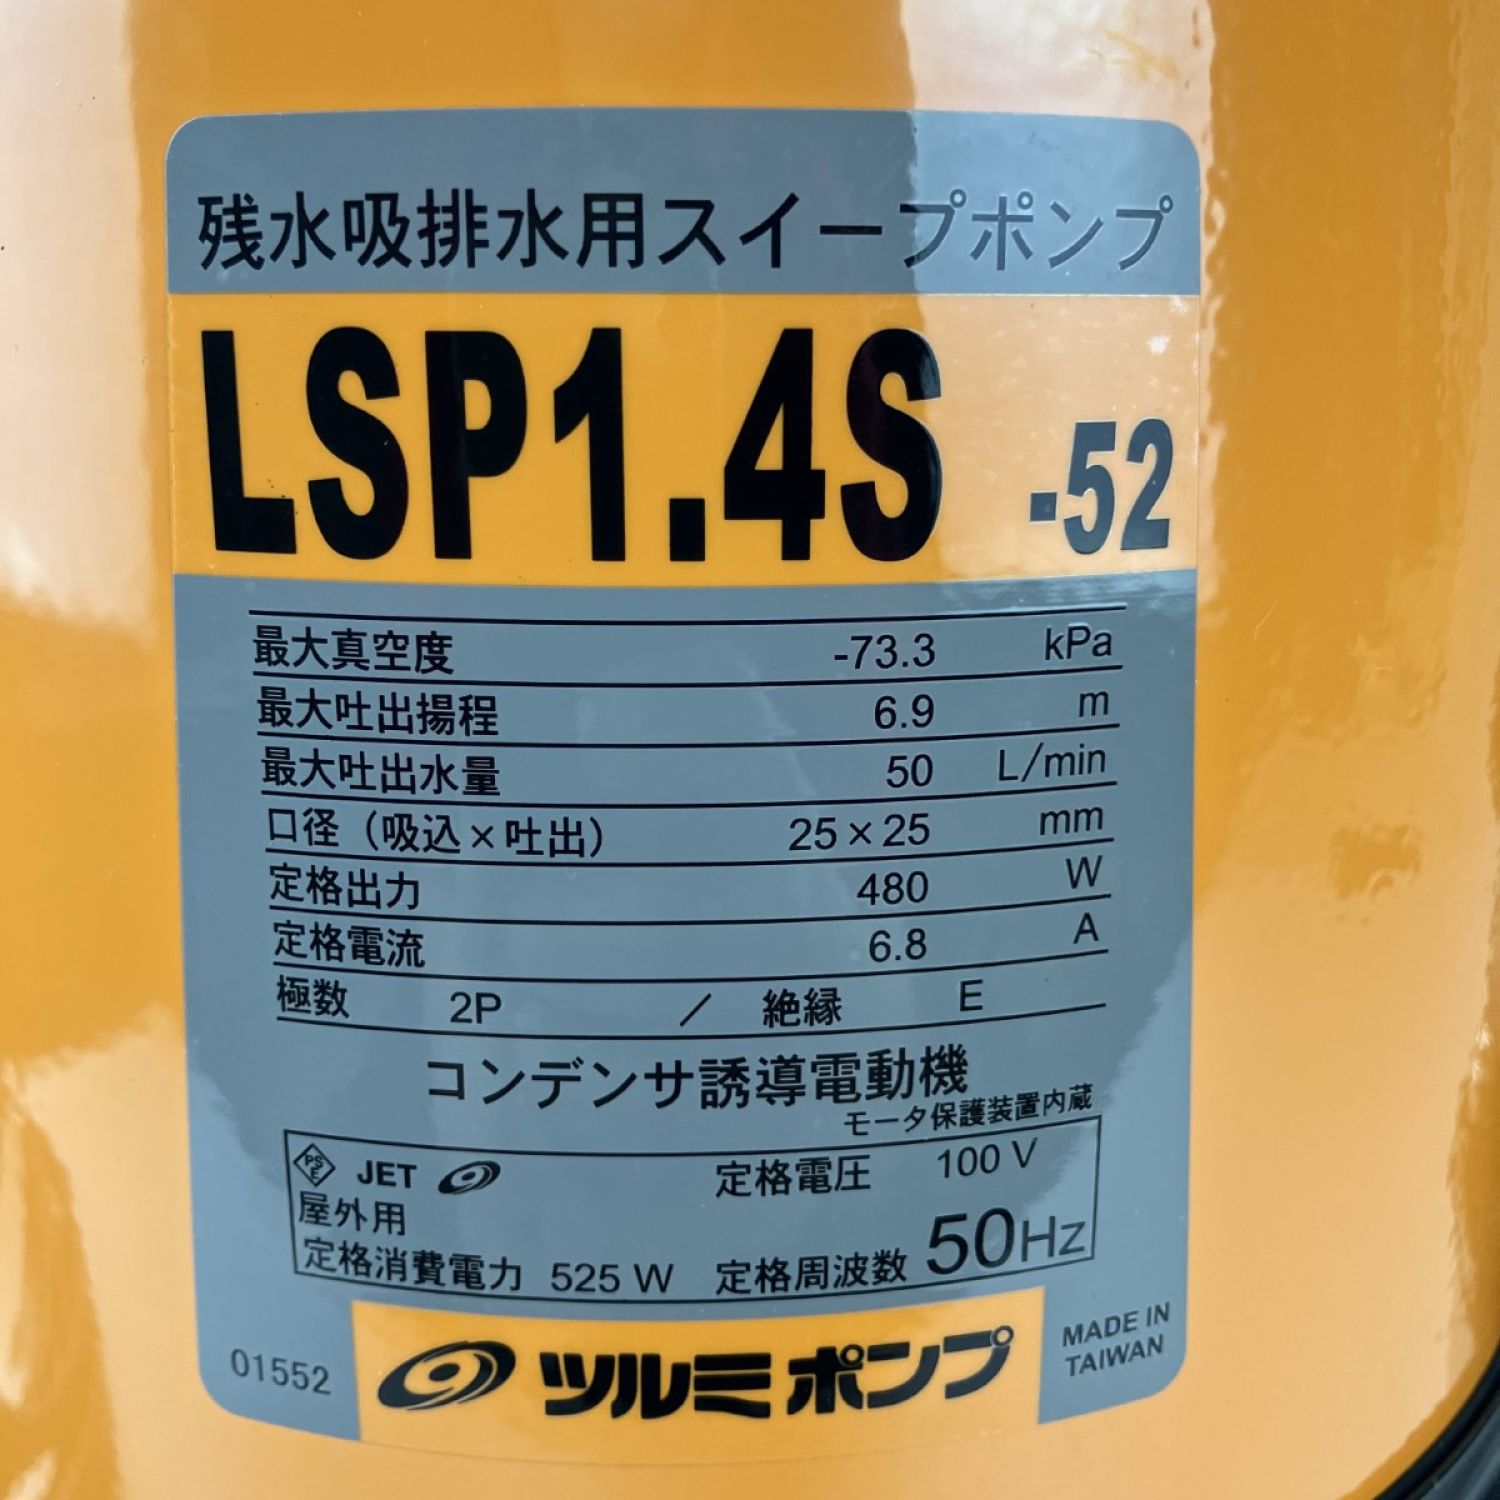 残水吸排水用スイープポンプ
LSP1.4S -52
最大真空度 -73.3 kPa
最大吐出揚程 6.9 m
最大吐出水量 50 L/min
口径（吸込×吐出） 25×25 mm
定格出力 480 W
定格電流 6.8 A
極数 2P / 絶縁 E
コンデンサ誘導電動機
モータ保護装置内蔵
PSE JET 定格電圧 100 V
屋外用
定格消費電力 525 W 定格周波数 50Hz
01552 ツルミポンプ MADE IN TAIWAN